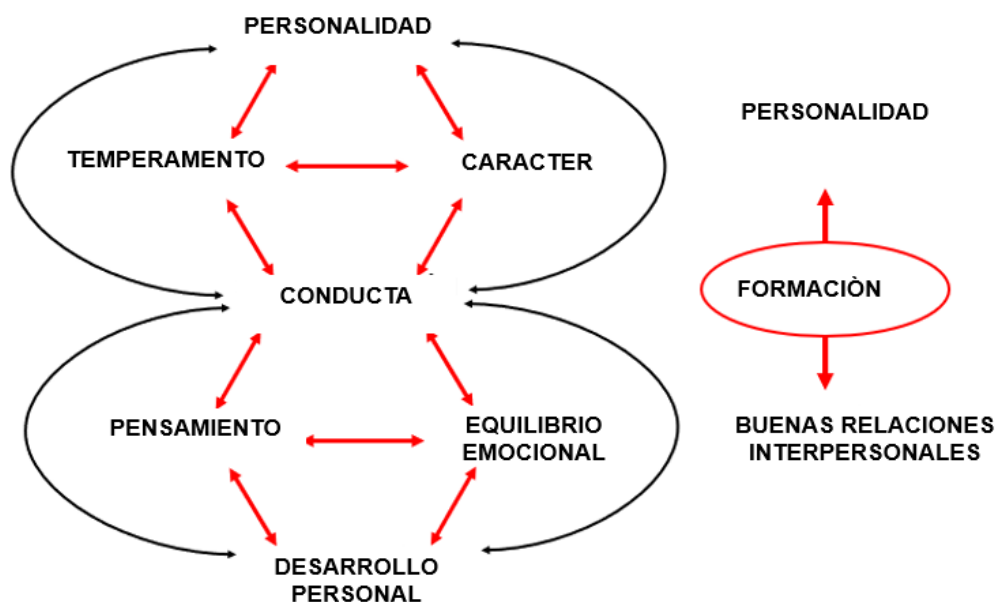 PERSONALIDAD
TEMPERAMENTO
CARACTER
CONDUCTA
PENSAMIENTO
EQUILIBRIO
EMOCIONAL
DESARROLLO
PERSONAL
PERSONALIDAD
FORMACIÒN
BUENAS RELACIONES
INTERPERSONALES